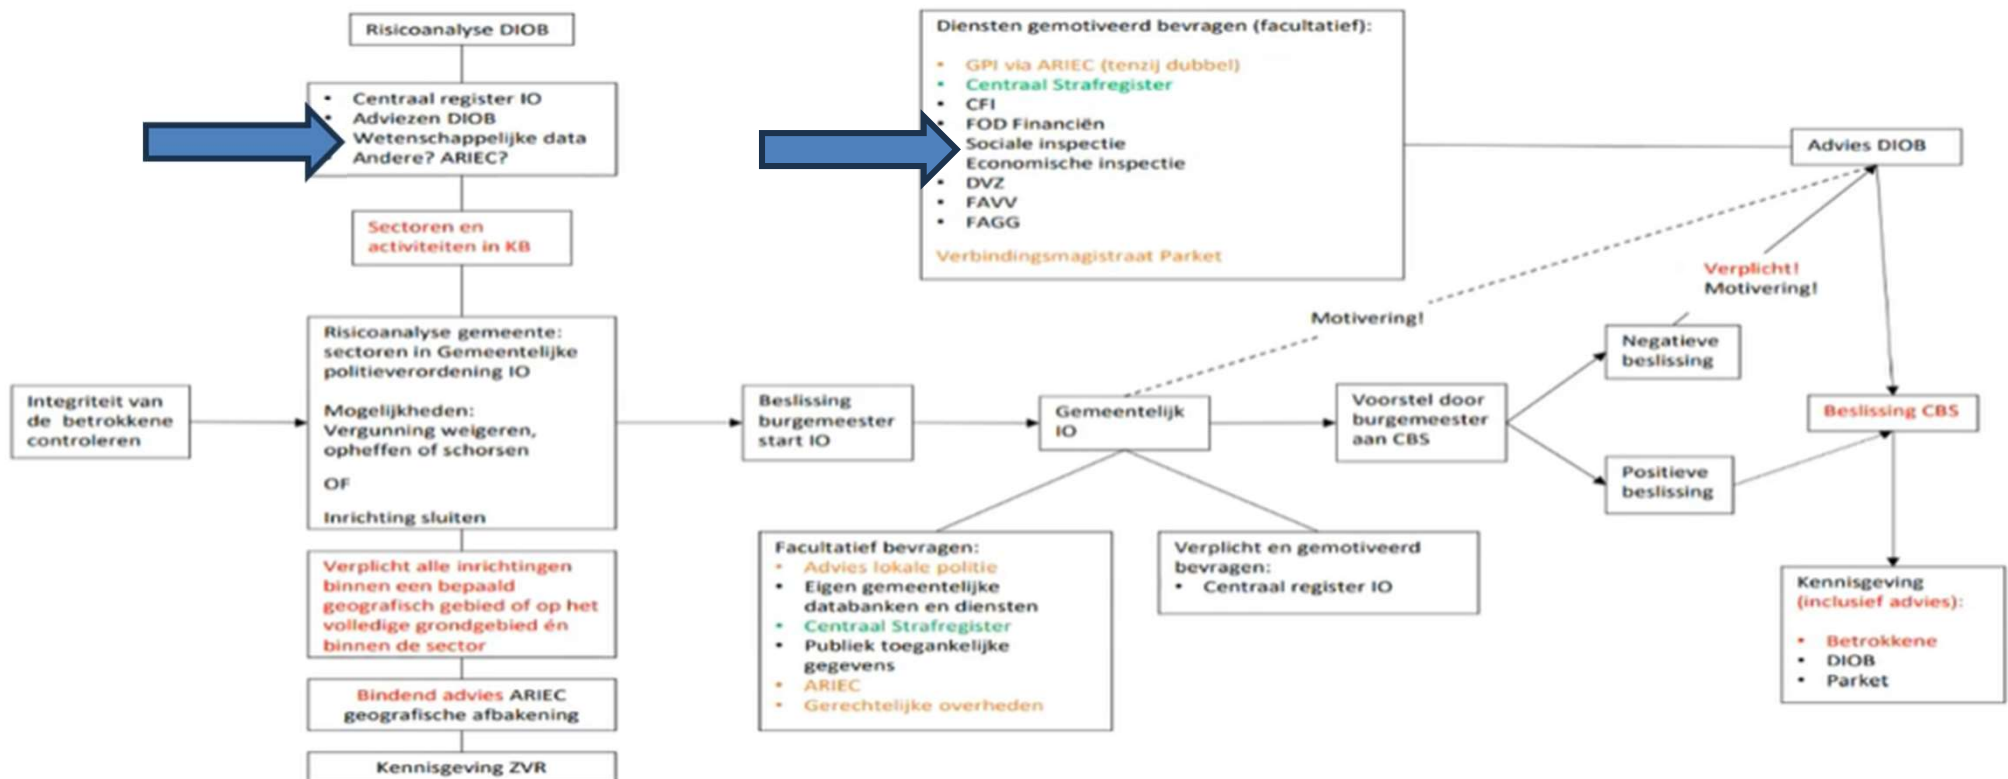 Risicoanalyse DIOB
• Centraal register IO
• Adviezen DIOB
Wetenschappelijke data
Andere? ARIEC?
Sectoren en
activiteiten in KB
Integriteit van
de betrokkene
controleren
Risicoanalyse gemeente:
sectoren in Gemeentelijke
politieverordening IO
Mogelijkheden:
Vergunning weigeren,
opheffen of schorsen
OF
Inrichting sluiten
Verplicht alle inrichtingen
binnen een bepaald
geografisch gebied of op het
volledige grondgebied én
binnen de sector
Bindend advies ARIEC
geografische afbakening
Kennisgeving ZVR
Beslissing
burgemeester
start IO
Gemeentelijk
IO
Facultatief bevragen:
• Advies lokale politie
• Eigen gemeentelijke
databanken en diensten
• Centraal Strafregister
• Publiek toegankelijke
gegevens
• ARIEC
• Gerechtelijke overheden
Verplicht en gemotiveerd
bevragen:
• Centraal register IO
Diensten gemotiveerd bevragen (facultatief):
• GPI via ARIEC (tenzij dubbel)
• Centraal Strafregister
• CFI
• FOD Financiën
Sociale inspectie
Economische inspectie
• DVZ
• FAVV
• FAGG
Verbindingsmagistraat Parket
Motivering!
Voorstel door
burgemeester
aan CBS
Negatieve
beslissing
Positieve
beslissing
Verplicht!
Motivering!
Advies DIOB
Beslissing CBS
Kennisgeving
(inclusief advies):
• Betrokkene
• DIOB
• Parket